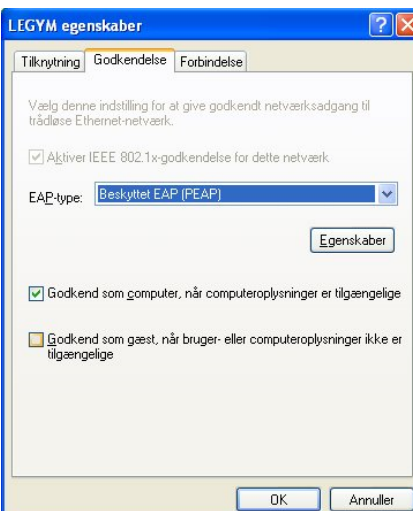 LEGYM egenskaber
Tilknytning Godkendelse Forbindelse
Vælg denne indstilling for at give godkendt netværksadgang til
trådløse Ethernet-netværk.
Aktiver IEEE 802.1x-godkendelse for dette netværk
EAP-type: Beskyttet EAP (PEAP)
Egenskaber
Godkend som computer, når computeroplysninger er tilgængelige
Godkend som gæst, når bruger- eller computeroplysninger ikke er
tilgængelige
OK Annuller